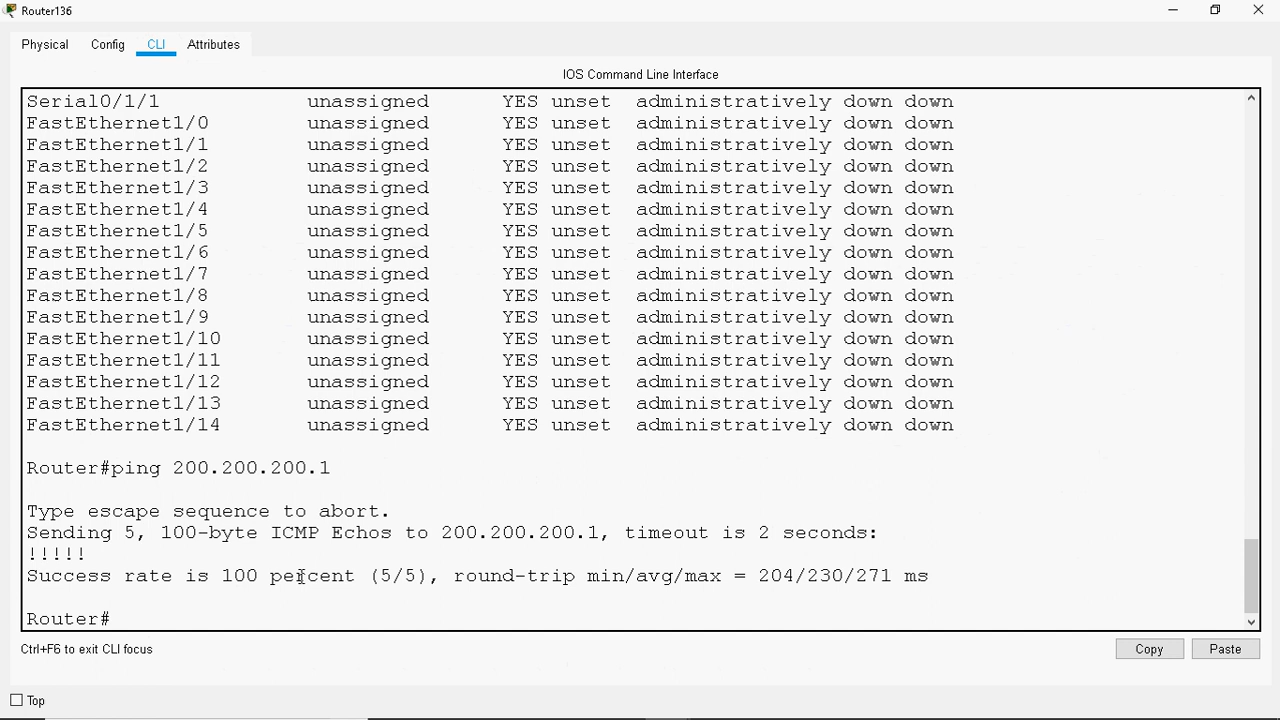 Router136
Physical Config CLI Attributes
IOS Command Line Interface
Serial0/1/1 unassigned YES unset administratively down down
FastEthernet1/0 unassigned YES unset administratively down down
FastEthernet1/1 unassigned YES unset administratively down down
FastEthernet1/2 unassigned YES unset administratively down down
FastEthernet1/3 unassigned YES unset administratively down down
FastEthernet1/4 unassigned YES unset administratively down down
FastEthernet1/5 unassigned YES unset administratively down down
FastEthernet1/6 unassigned YES unset administratively down down
FastEthernet1/7 unassigned YES unset administratively down down
FastEthernet1/8 unassigned YES unset administratively down down
FastEthernet1/9 unassigned YES unset administratively down down
FastEthernet1/10 unassigned YES unset administratively down down
FastEthernet1/11 unassigned YES unset administratively down down
FastEthernet1/12 unassigned YES unset administratively down down
FastEthernet1/13 unassigned YES unset administratively down down
FastEthernet1/14 unassigned YES unset administratively down down
Router#ping 200.200.200.1
Type escape sequence to abort.
Sending 5, 100-byte ICMP Echos to 200.200.200.1, timeout is 2 seconds:
!!!!!
Success rate is 100 percent (5/5), round-trip min/avg/max = 204/230/271 ms
Router#
Ctrl+F6 to exit CLI focus
Copy Paste
Top